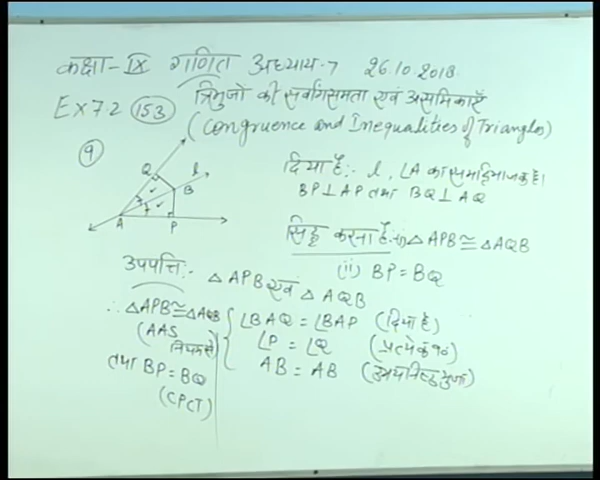 कक्षा-IX गणित अध्याय-7 26.10.2018
Ex 7.2 (153) त्रिभुजो की सर्वांगसमता एवं असमिकाएँ
(Congruence and Inequalities of Triangles)
9
Q l B A P
दिया है:- l, ∠A का समद्विभाजक है।
BP⊥AP तथा BQ⊥AQ
सिद्ध करना है:- (i) △APB ≅ △AQB
(ii) BP = BQ
उपपत्ति:- △APB एवं △AQB
∠BAQ = ∠BAP (दिया है)
∠P = ∠Q (प्रत्येक 90)
AB = AB (उभयनिष्ठ भुजा)
∴ △APB ≅ △AQB
(AAS नियम से)
तथा BP = BQ
(CPCT)